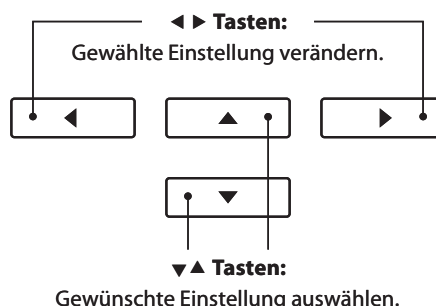 ◀ ▶ Tasten:
Gewählte Einstellung verändern.
▼▲ Tasten:
Gewünschte Einstellung auswählen.